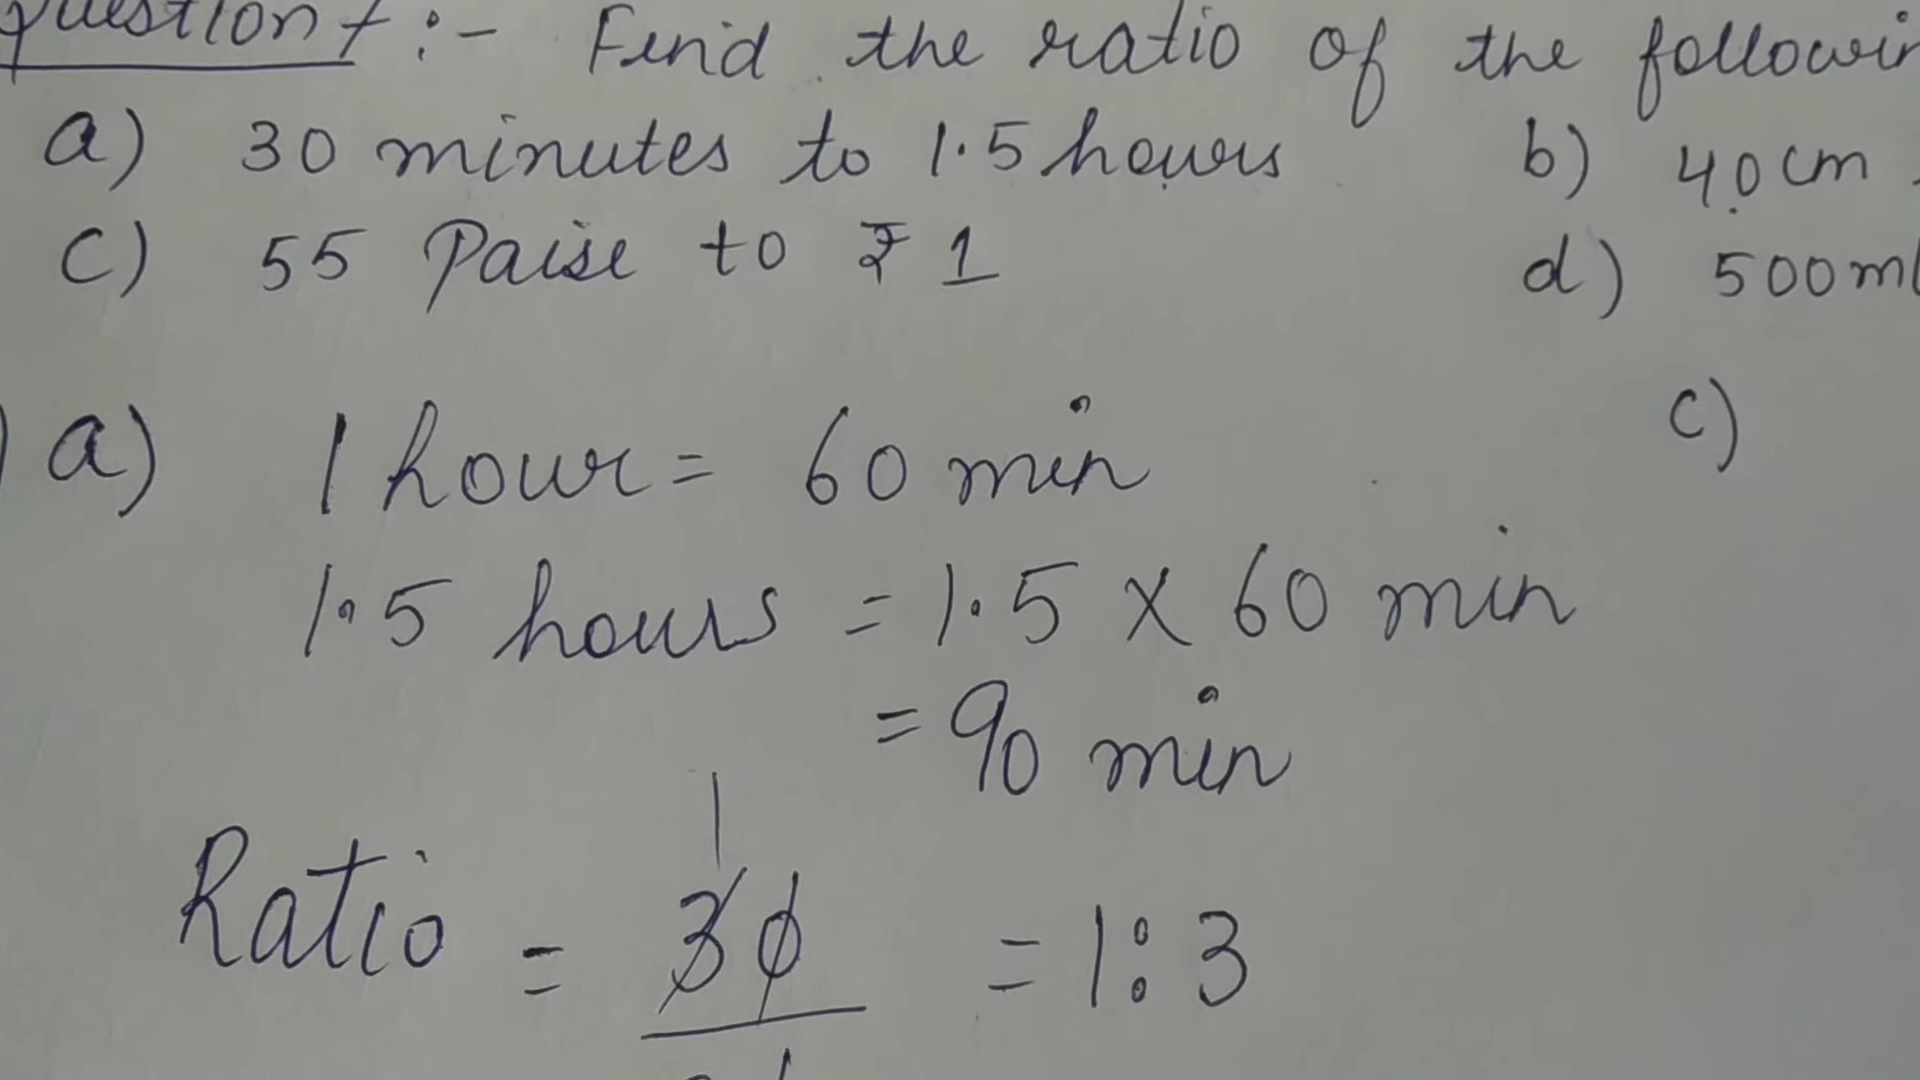 question :- Find the ratio of the
a) 30 minutes to 1.5 hours b) 40 cm
c) 55 Paise to ₹ 1 d) 500 ml
a) 1 hour = 60 min c)
1.5 hours = 1.5 x 60 min
= 90 min
1
Ratio = 30 = 1:3